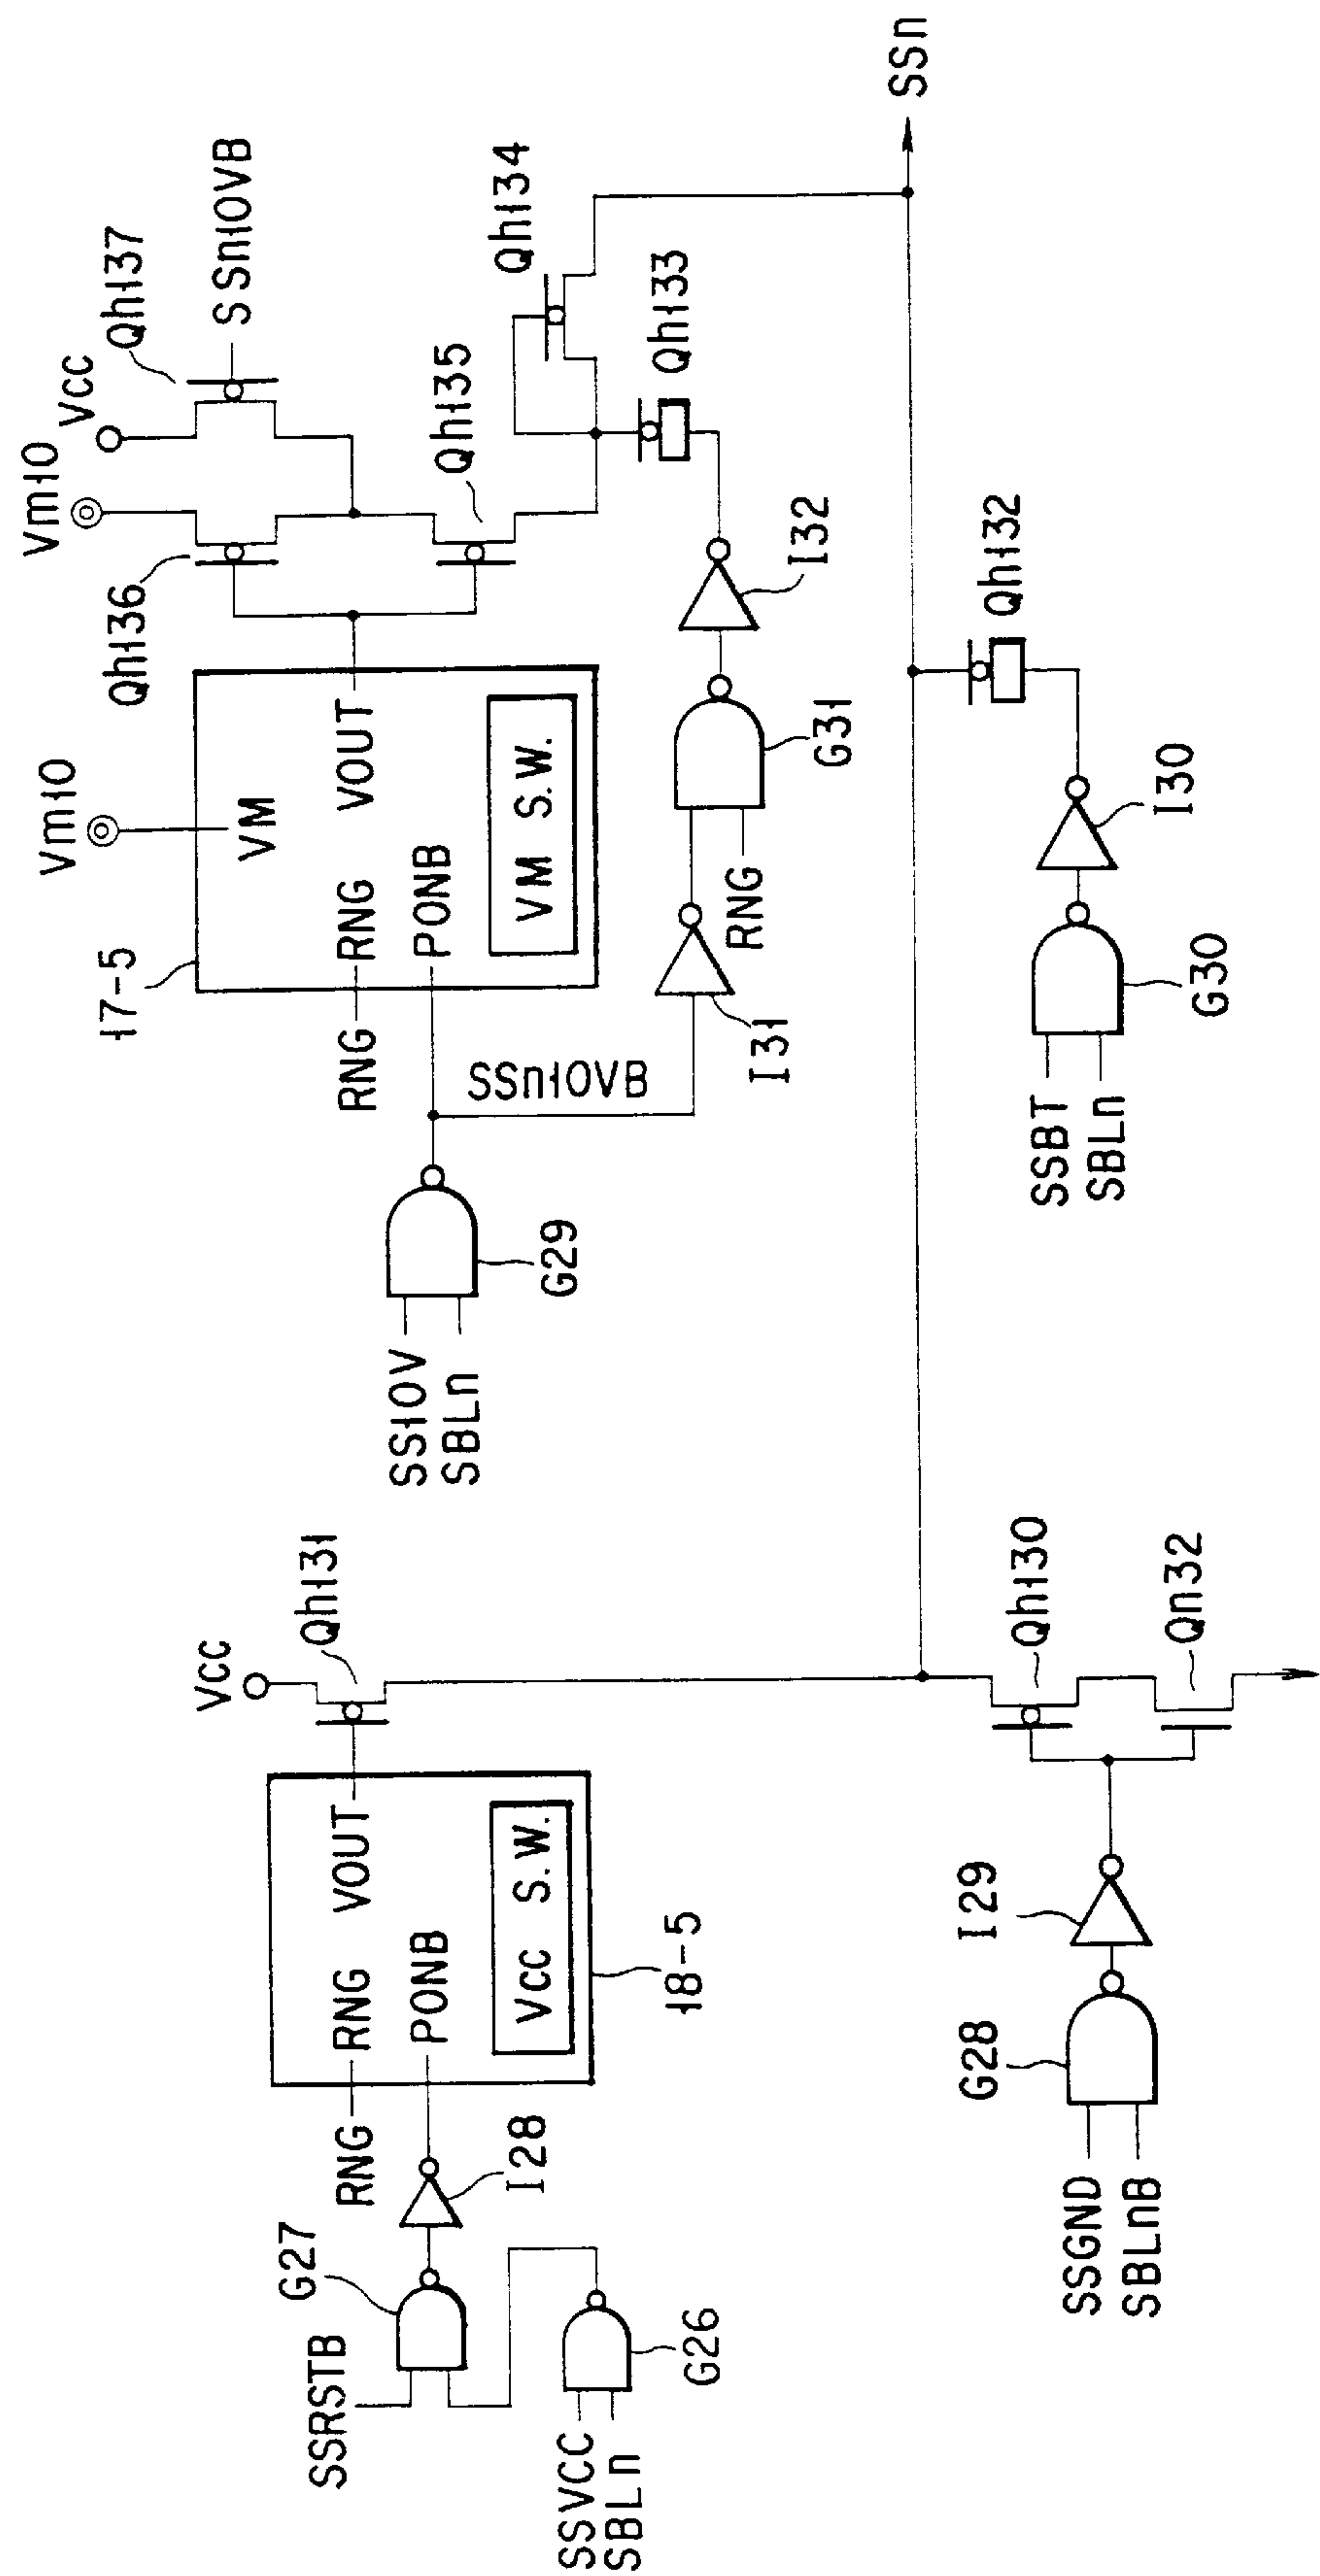 Vm10
Vm10
Vcc
Qh137
SSn10VB
Qh136
17-5
VM
RNG
RNG
VOUT
PONB
VM S.W.
Qh135
Qh134
Qh133
SS10V
SBLn
G29
SSn10VB
I31
RNG
G31
I32
SSn
Vcc
Qh131
SSRSTB
G27
RNG
RNG
VOUT
PONB
Vcc S.W.
I28
18-5
SSVCC
SBLn
G26
SSGND
SBLnB
G28
I29
Qh130
Qn32
SSBT
SBLn
G30
I30
Qh132